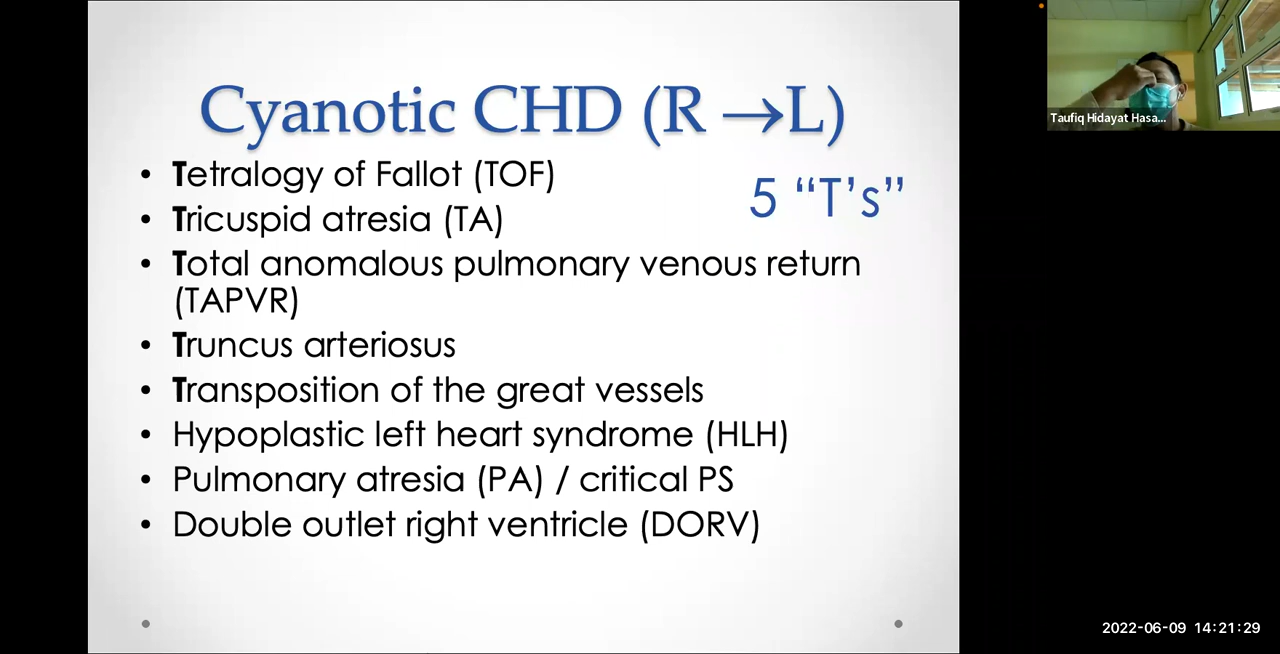 Cyanotic CHD (R →L)
• Tetralogy of Fallot (TOF)
5 “T’s”
• Tricuspid atresia (TA)
• Total anomalous pulmonary venous return
(TAPVR)
• Truncus arteriosus
• Transposition of the great vessels
• Hypoplastic left heart syndrome (HLH)
• Pulmonary atresia (PA) / critical PS
• Double outlet right ventricle (DORV)
Taufiq Hidayat Hasa...
2022-06-09 14:21:29